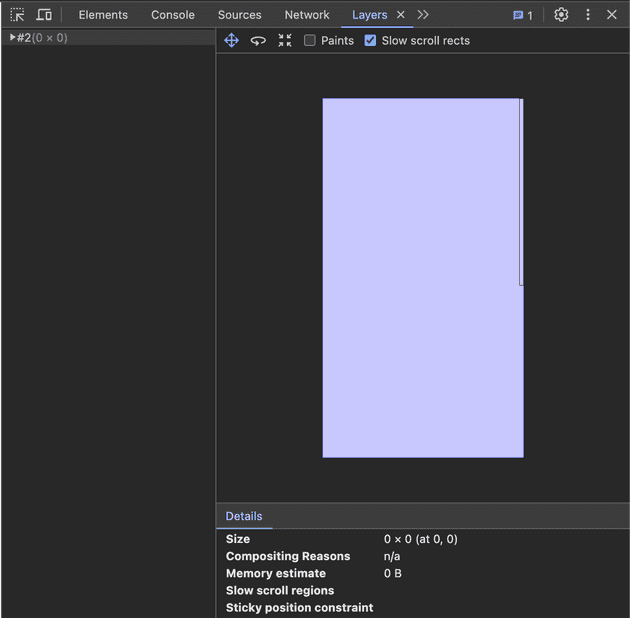 Elements Console Sources Network Layers 1
#2(0 × 0)
Paints Slow scroll rects
Details
Size 0 × 0 (at 0, 0)
Compositing Reasons n/a
Memory estimate 0 B
Slow scroll regions
Sticky position constraint